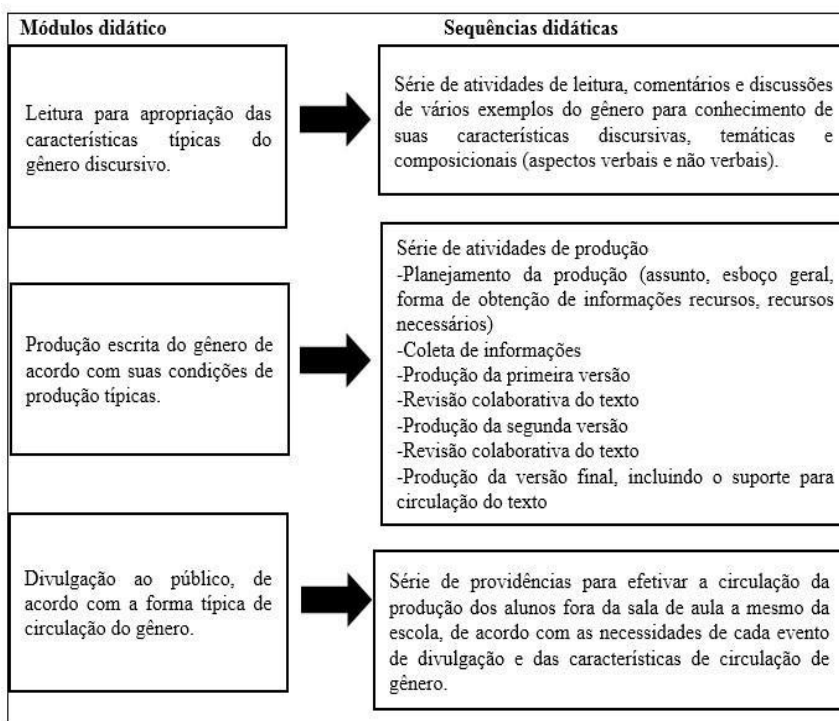 Módulos didático
Sequências didáticas
Leitura para apropriação das
características típicas do
gênero discursivo.
Série de atividades de leitura, comentários e discussões
de vários exemplos do gênero para conhecimento de
suas características discursivas, temáticas e
composicionais (aspectos verbais e não verbais).
Produção escrita do gênero de
acordo com suas condições de
produção típicas.
Série de atividades de produção
-Planejamento da produção (assunto, esboço geral,
forma de obtenção de informações recursos, recursos
necessários)
-Coleta de informações
-Produção da primeira versão
-Revisão colaborativa do texto
-Produção da segunda versão
-Revisão colaborativa do texto
-Produção da versão final, incluindo o suporte para
circulação do texto
Divulgação ao público, de
acordo com a forma típica de
circulação do gênero.
Série de providências para efetivar a circulação da
produção dos alunos fora da sala de aula a mesmo da
escola, de acordo com as necessidades de cada evento
de divulgação e das características de circulação de
gênero.